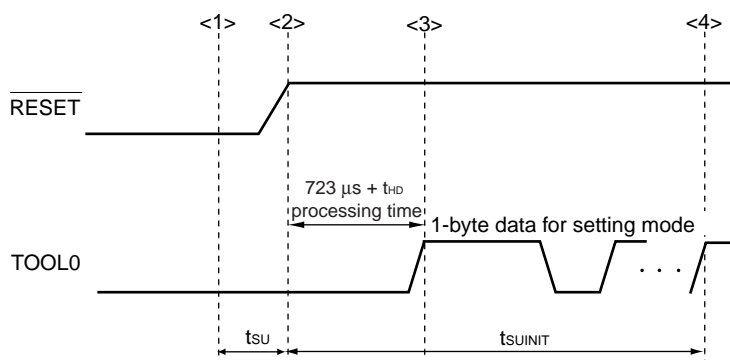 <1> <2> <3> <4>
RESET
723 µs + tHD
processing time
1-byte data for setting mode
TOOL0
. . .
tSU tSUINIT